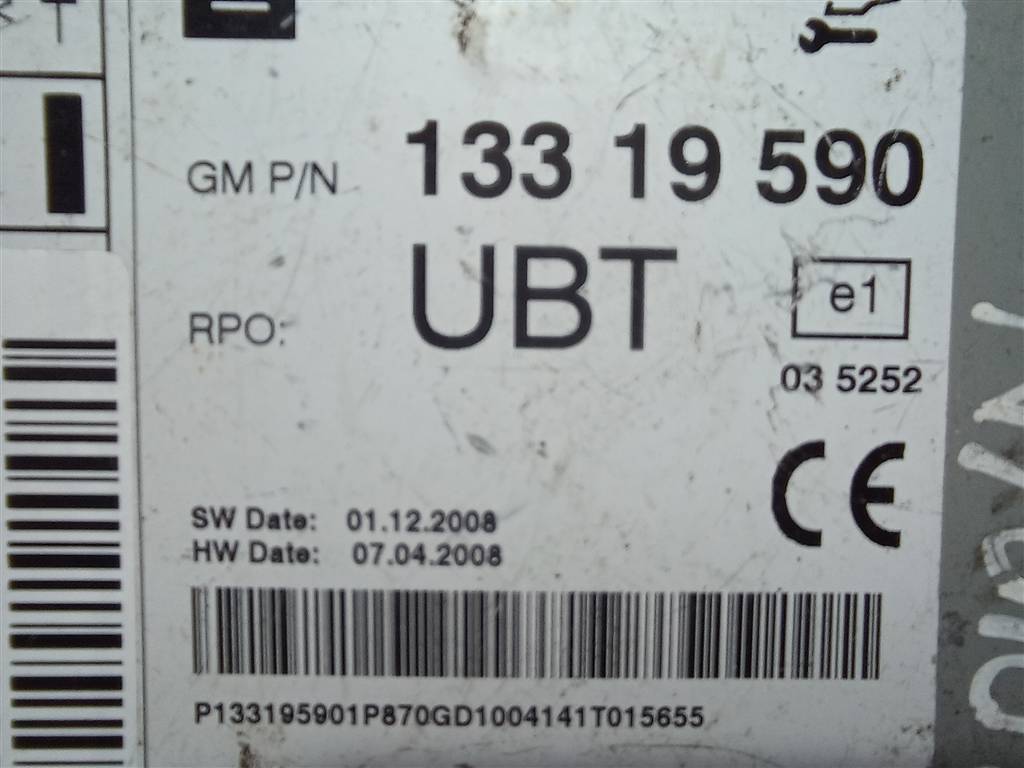 GM P/N 133 19 590
RPO: UBT
e1
03 5252
CE
SW Date: 01.12.2008
HW Date: 07.04.2008
P133195901P870GD1004141T015655